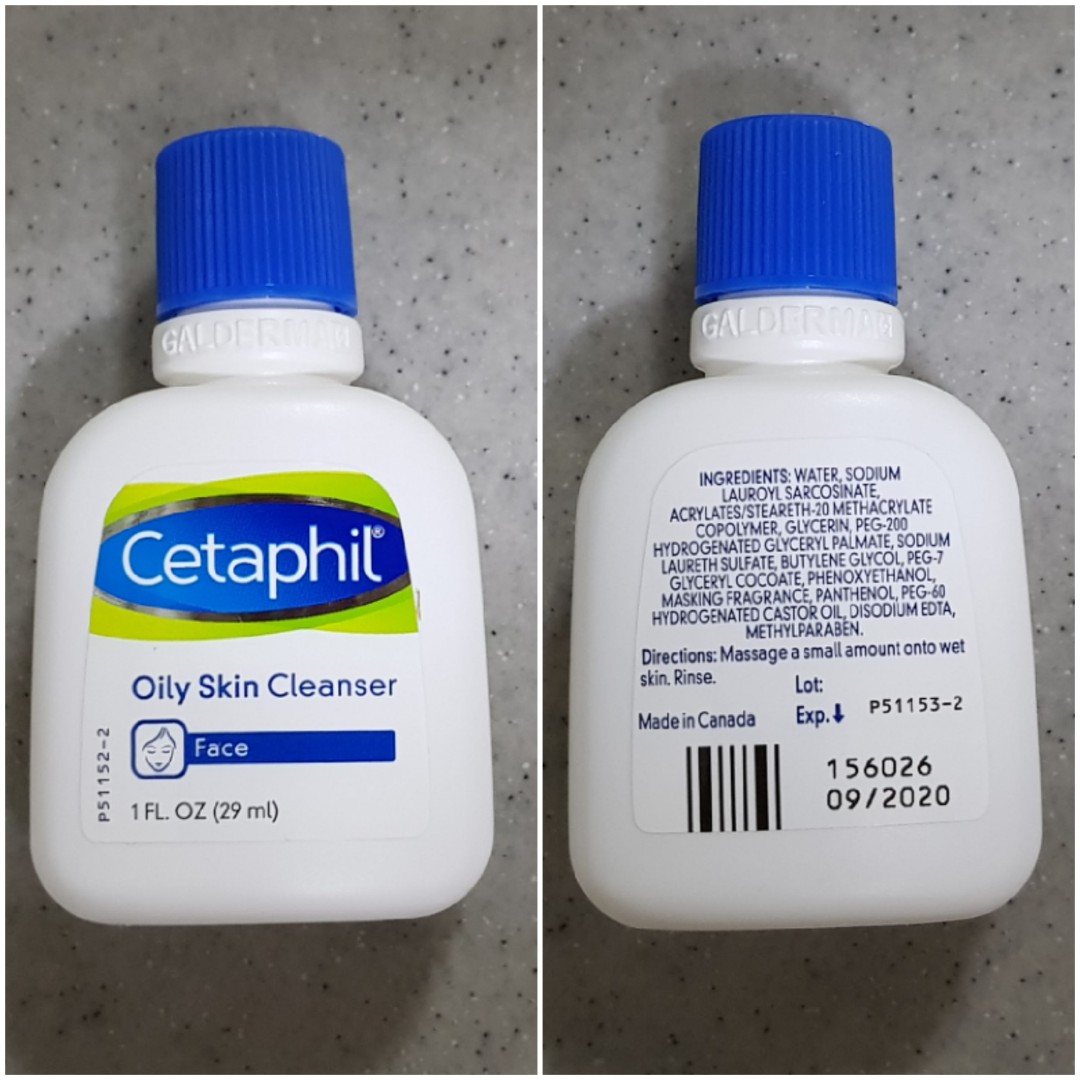 GALDERMA
Cetaphil®
Oily Skin Cleanser
Face
P51152-2
1 FL. OZ (29 ml)
GALDERMA
INGREDIENTS: WATER, SODIUM
LAUROYL SARCOSINATE,
ACRYLATES/STEARETH-20 METHACRYLATE
COPOLYMER, GLYCERIN, PEG-200
HYDROGENATED GLYCERYL PALMATE, SODIUM
LAURETH SULFATE, BUTYLENE GLYCOL, PEG-7
GLYCERYL COCOATE, PHENOXYETHANOL,
MASKING FRAGRANCE, PANTHENOL, PEG-60
HYDROGENATED CASTOR OIL, DISODIUM EDTA,
METHYLPARABEN.
Directions: Massage a small amount onto wet
skin. Rinse.
Lot:
Made in Canada Exp.↓ P51153-2
156026
09/2020